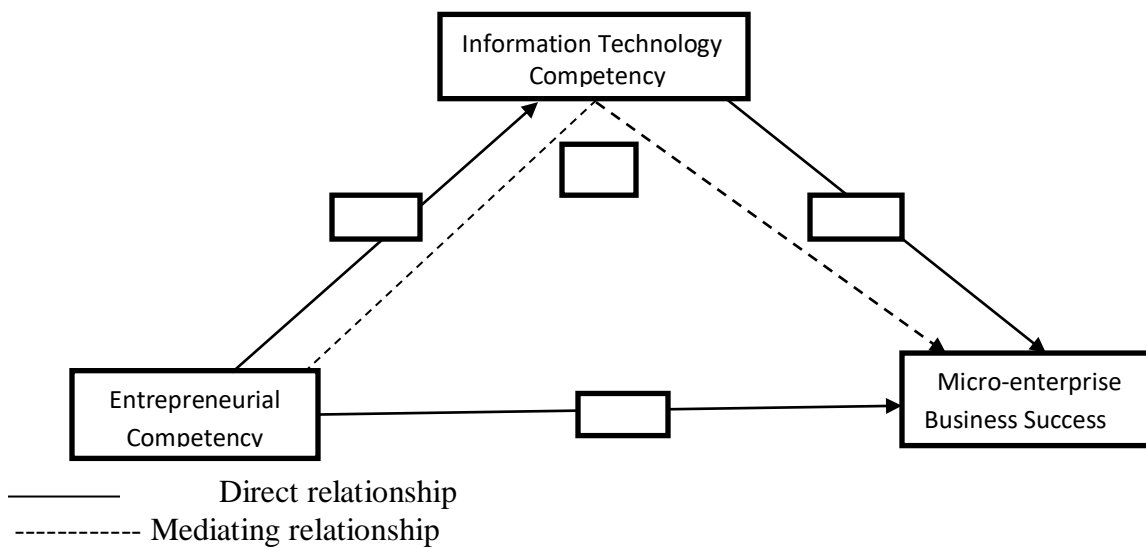 Information Technology
Competency
Entrepreneurial
Competency
Micro-enterprise
Business Success
Direct relationship
Mediating relationship